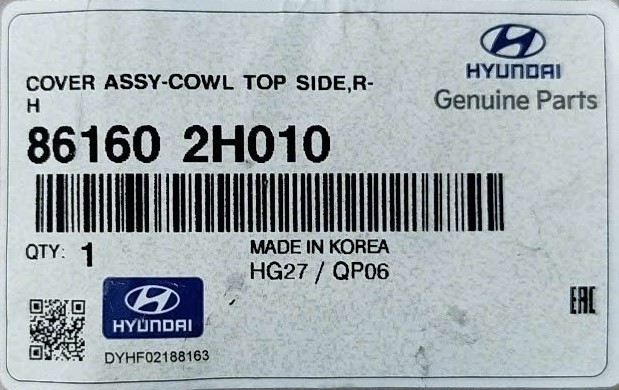 HYUNDAI
Genuine Parts
COVER ASSY-COWL TOP SIDE,R-
H
86160 2H010
QTY: 1
MADE IN KOREA
HG27 / QP06
EAC
HYUNDAI
DYHF02188163